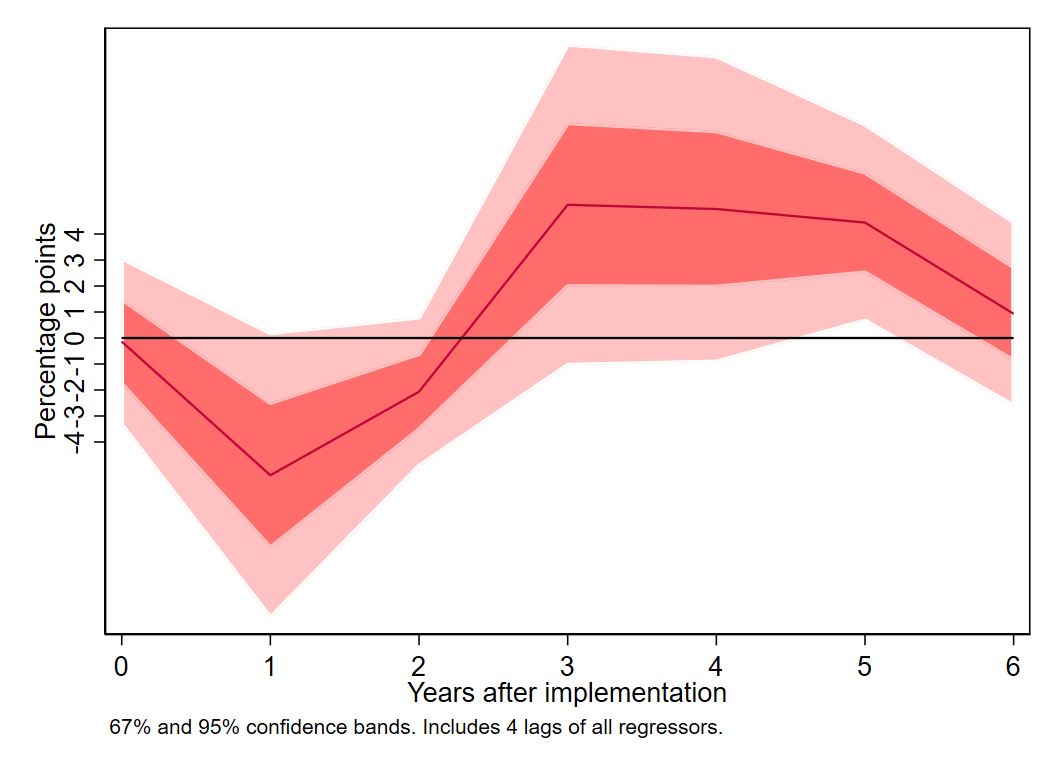 Percentage points
-4 -3 -2 -1 0 1 2 3 4
0 1 2 3 4 5 6
Years after implementation
67% and 95% confidence bands. Includes 4 lags of all regressors.